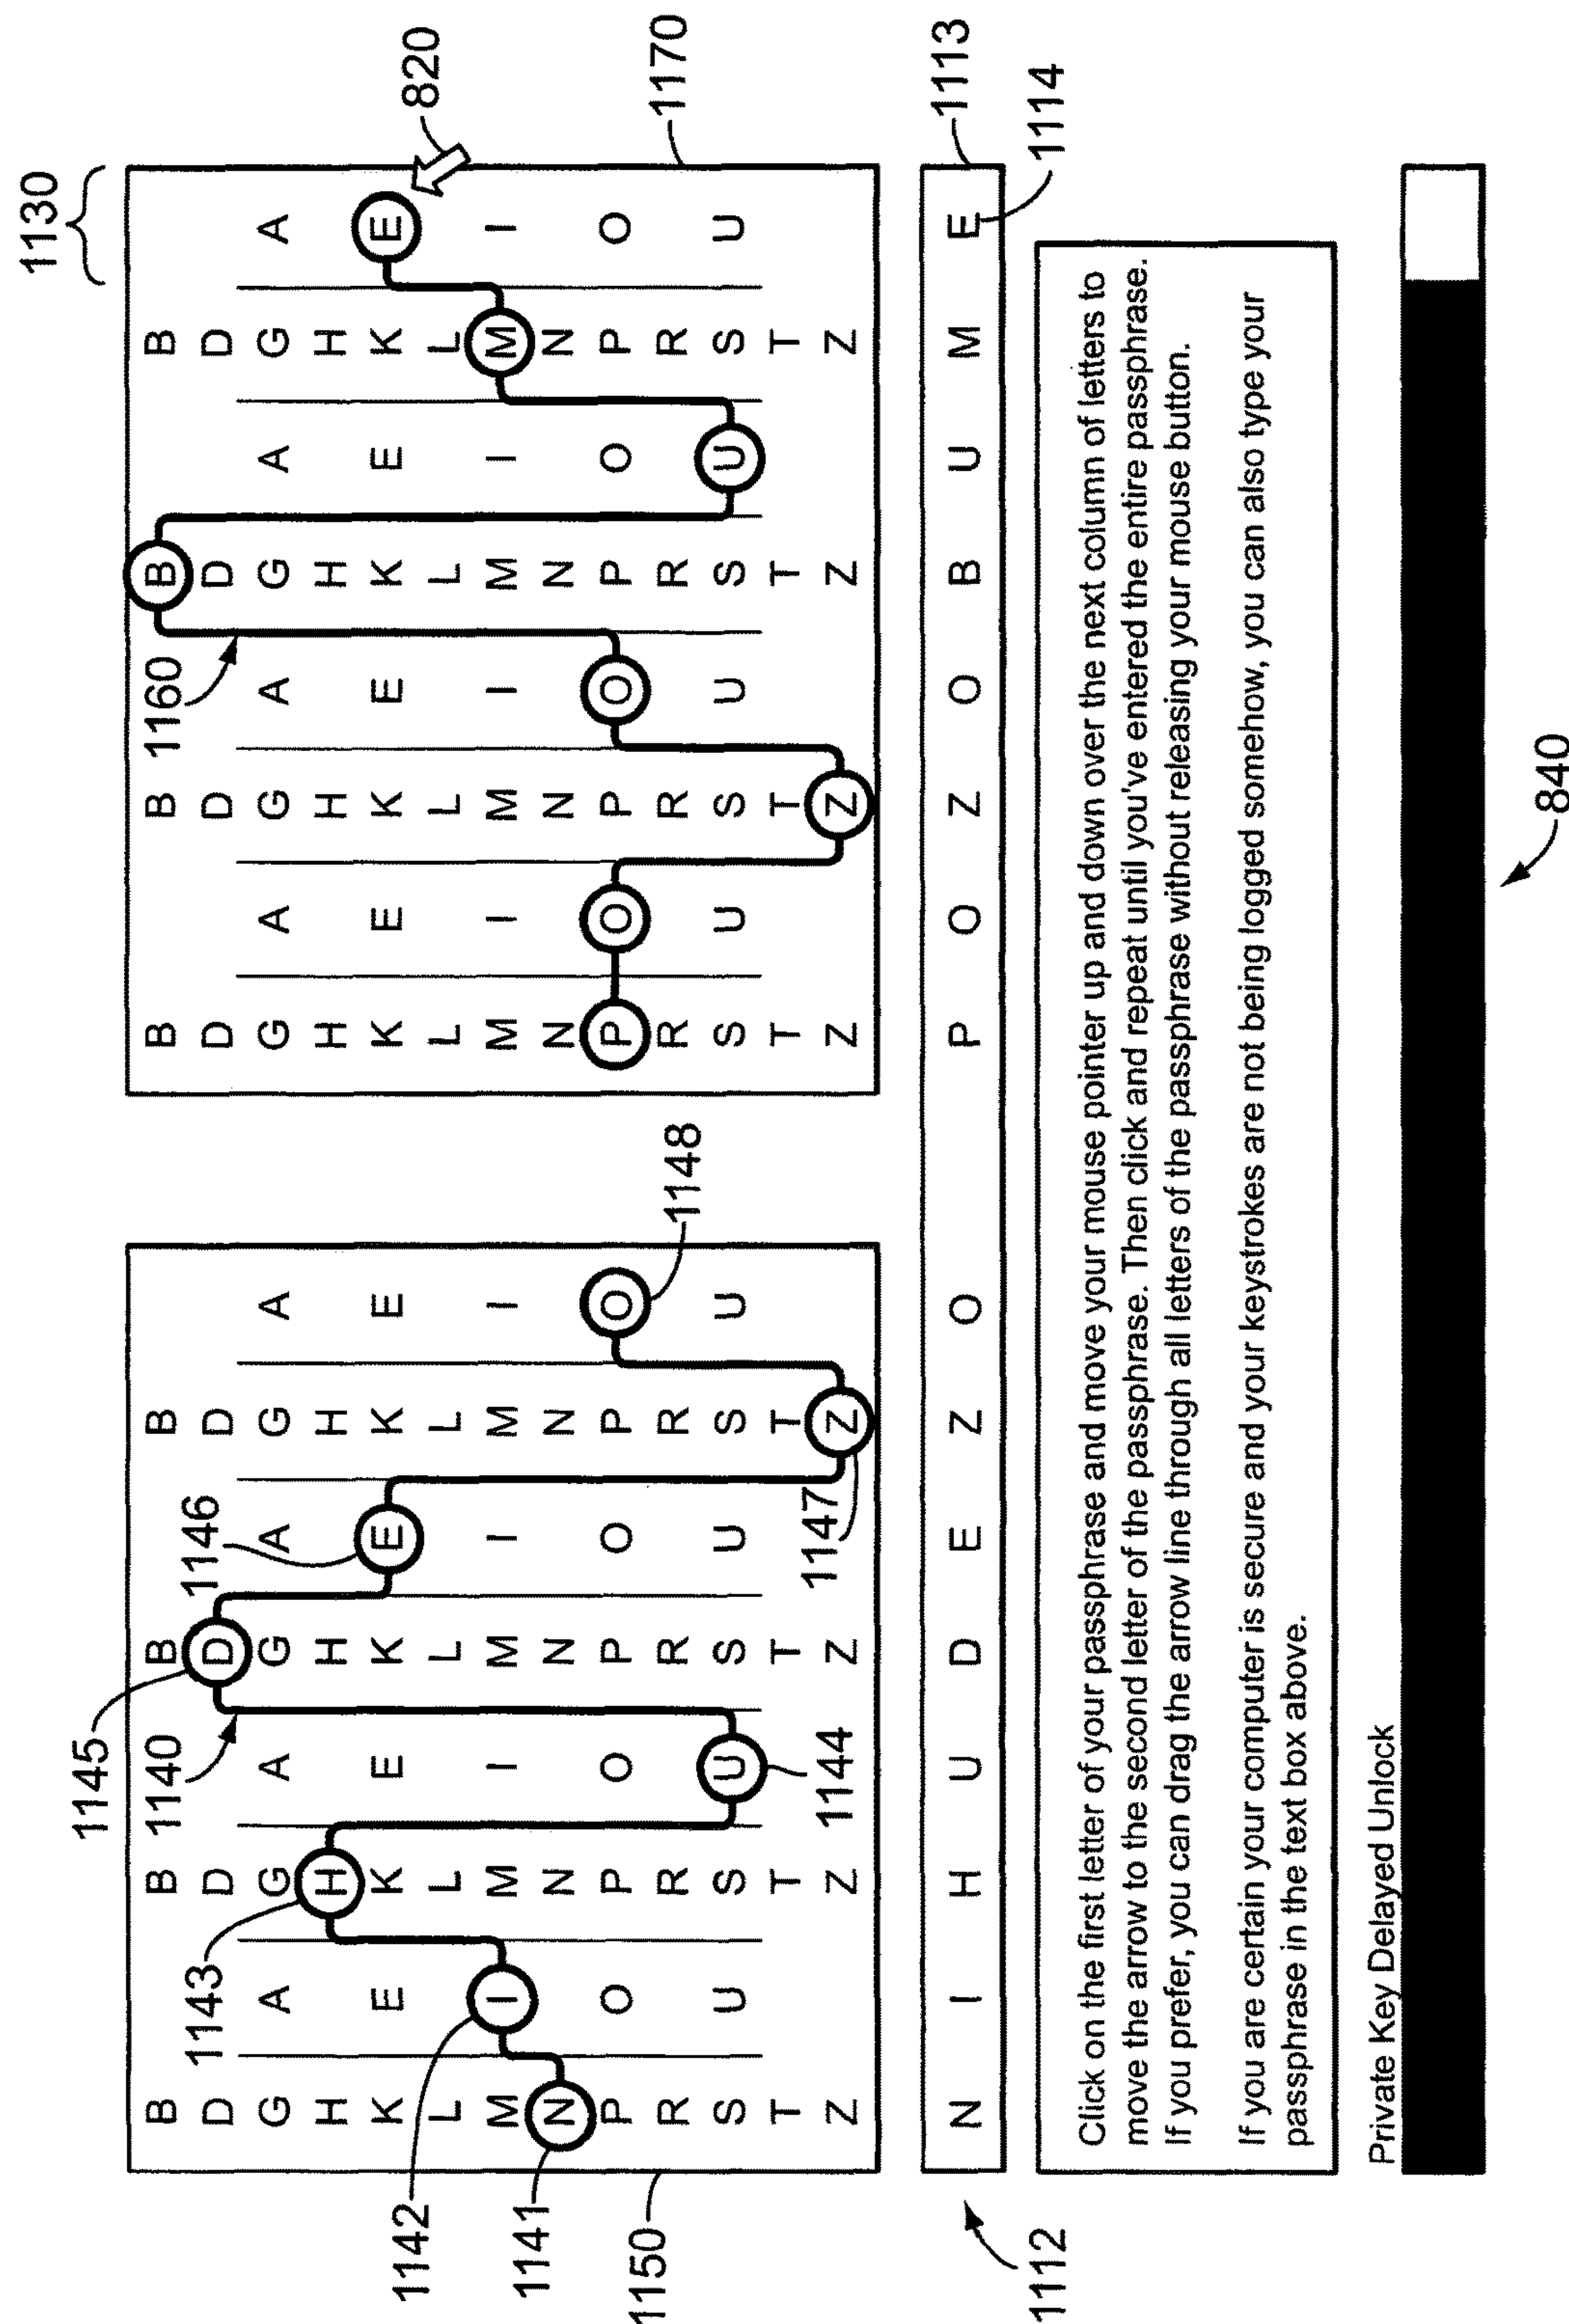 1130
1145
B B 1140 B B B B 1160 B B
D 1143 D D 1146 D D D D D
G A G A G A G A G A G A G A G A
H H H H H H H H
1142 K E K E K E K E K E K E K E K E 820
L L L L L L L L
M I M I M I M I M I M I M I M I
1141 N N N N N N N N
P O P O P O P O P O P O P O P O
1150 R R R R 1148 R R R R 1170
S U S U S U S U S U S U S U S U
T T T T T T T T
Z Z 1144 Z 1147 Z Z Z Z Z
N I H U D E Z O P O Z O B U M E 1113
1112 1114
Click on the first letter of your passphrase and move your mouse pointer up and down over the next column of letters to
move the arrow to the second letter of the passphrase. Then click and repeat until you've entered the entire passphrase.
If you prefer, you can drag the arrow line through all letters of the passphrase without releasing your mouse button.
If you are certain your computer is secure and your keystrokes are not being logged somehow, you can also type your
passphrase in the text box above.
Private Key Delayed Unlock
840